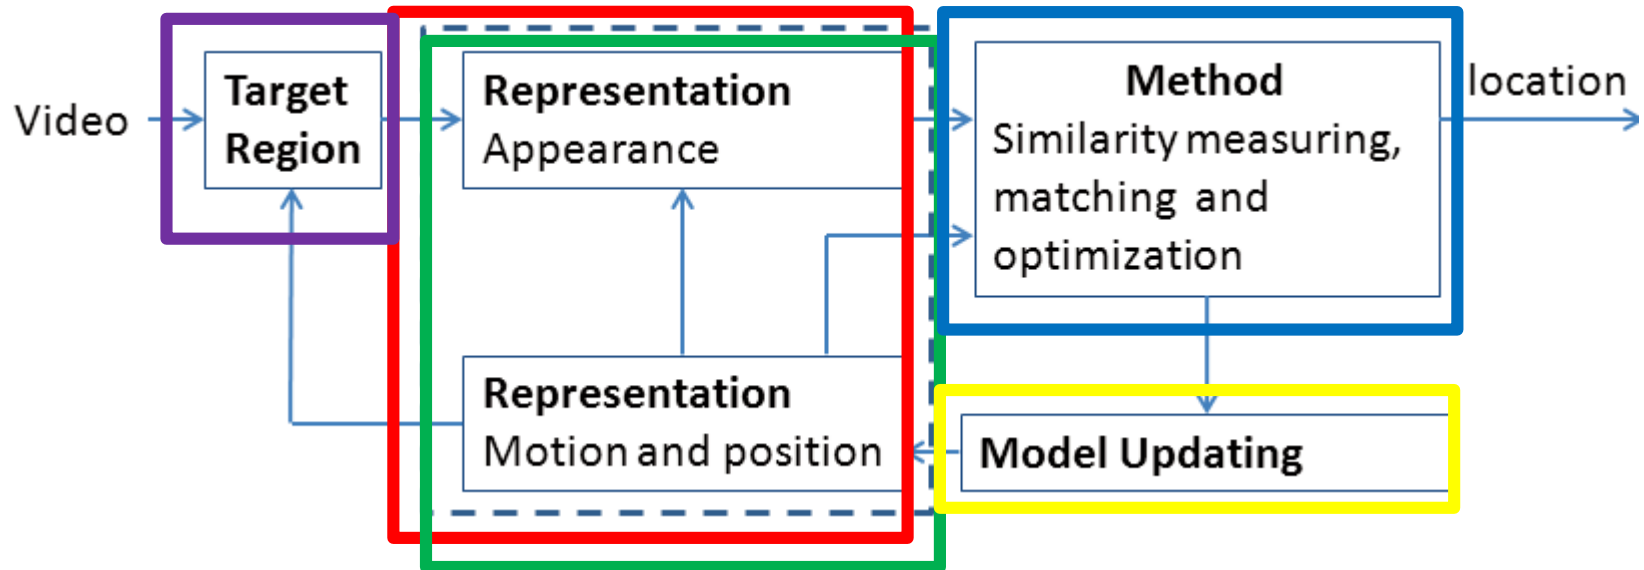 Video
Target
Region
Representation
Appearance
Method
Similarity measuring,
matching and
optimization
location
Representation
Motion and position
Model Updating